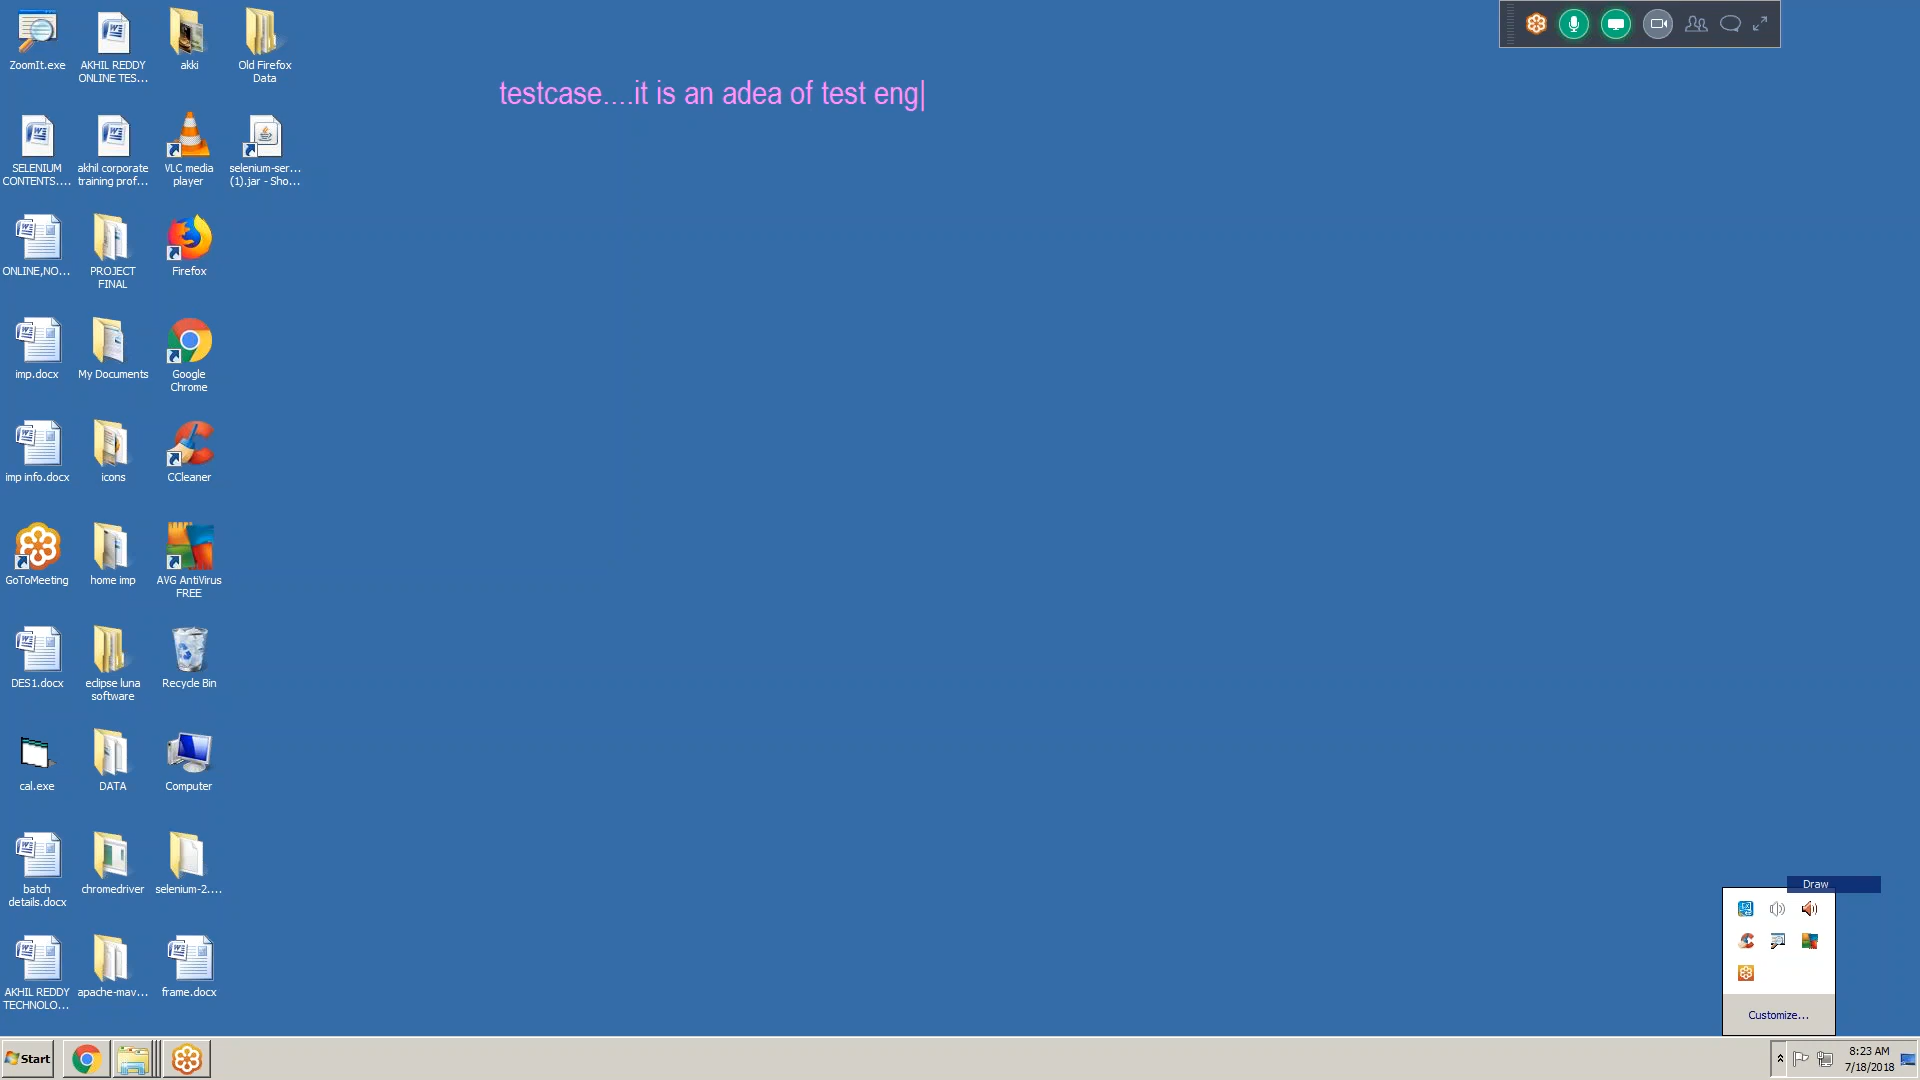 testcase....it is an adea of test eng
ZoomIt.exe
AKHIL REDDY
ONLINE TES...
akki
Old Firefox
Data
SELENIUM
CONTENTS....
akhil corporate
training prof...
VLC media
player
selenium-ser...
(1).jar - Sho...
ONLINE,NO...
PROJECT
FINAL
Firefox
imp.docx
My Documents
Google
Chrome
imp info.docx
icons
CCleaner
GoToMeeting
home imp
AVG AntiVirus
FREE
DES1.docx
eclipse luna
software
Recycle Bin
cal.exe
DATA
Computer
batch
details.docx
chromedriver
selenium-2....
AKHIL REDDY
TECHNOLO...
apache-mav...
frame.docx
Draw
Customize...
Start
8:23 AM
7/18/2018